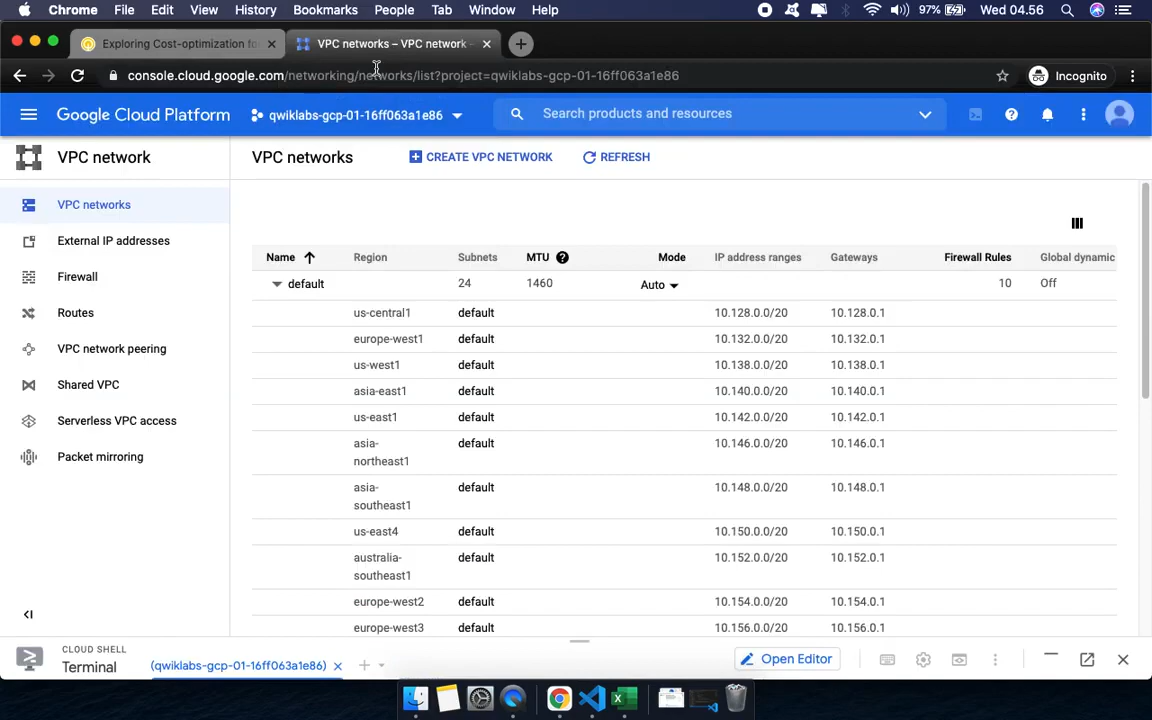 Chrome File Edit View History Bookmarks People Tab Window Help 97% Wed 04.56
Exploring Cost-optimization fo
VPC networks – VPC network -
console.cloud.google.com/networking/networks/list?project=qwiklabs-gcp-01-16ff063a1e86 Incognito
Google Cloud Platform qwiklabs-gcp-01-16ff063a1e86 Search products and resources
VPC network
VPC networks CREATE VPC NETWORK REFRESH
VPC networks
External IP addresses
Firewall
Routes
VPC network peering
Shared VPC
Serverless VPC access
Packet mirroring
Name Region Subnets MTU Mode IP address ranges Gateways Firewall Rules Global dynamic
default 24 1460 Auto 10 Off
us-central1 default 10.128.0.0/20 10.128.0.1
europe-west1 default 10.132.0.0/20 10.132.0.1
us-west1 default 10.138.0.0/20 10.138.0.1
asia-east1 default 10.140.0.0/20 10.140.0.1
us-east1 default 10.142.0.0/20 10.142.0.1
asia- default 10.146.0.0/20 10.146.0.1
northeast1
asia- default 10.148.0.0/20 10.148.0.1
southeast1
us-east4 default 10.150.0.0/20 10.150.0.1
australia- default 10.152.0.0/20 10.152.0.1
southeast1
europe-west2 default 10.154.0.0/20 10.154.0.1
europe-west3 default 10.156.0.0/20 10.156.0.1
CLOUD SHELL
Terminal (qwiklabs-gcp-01-16ff063a1e86) Open Editor